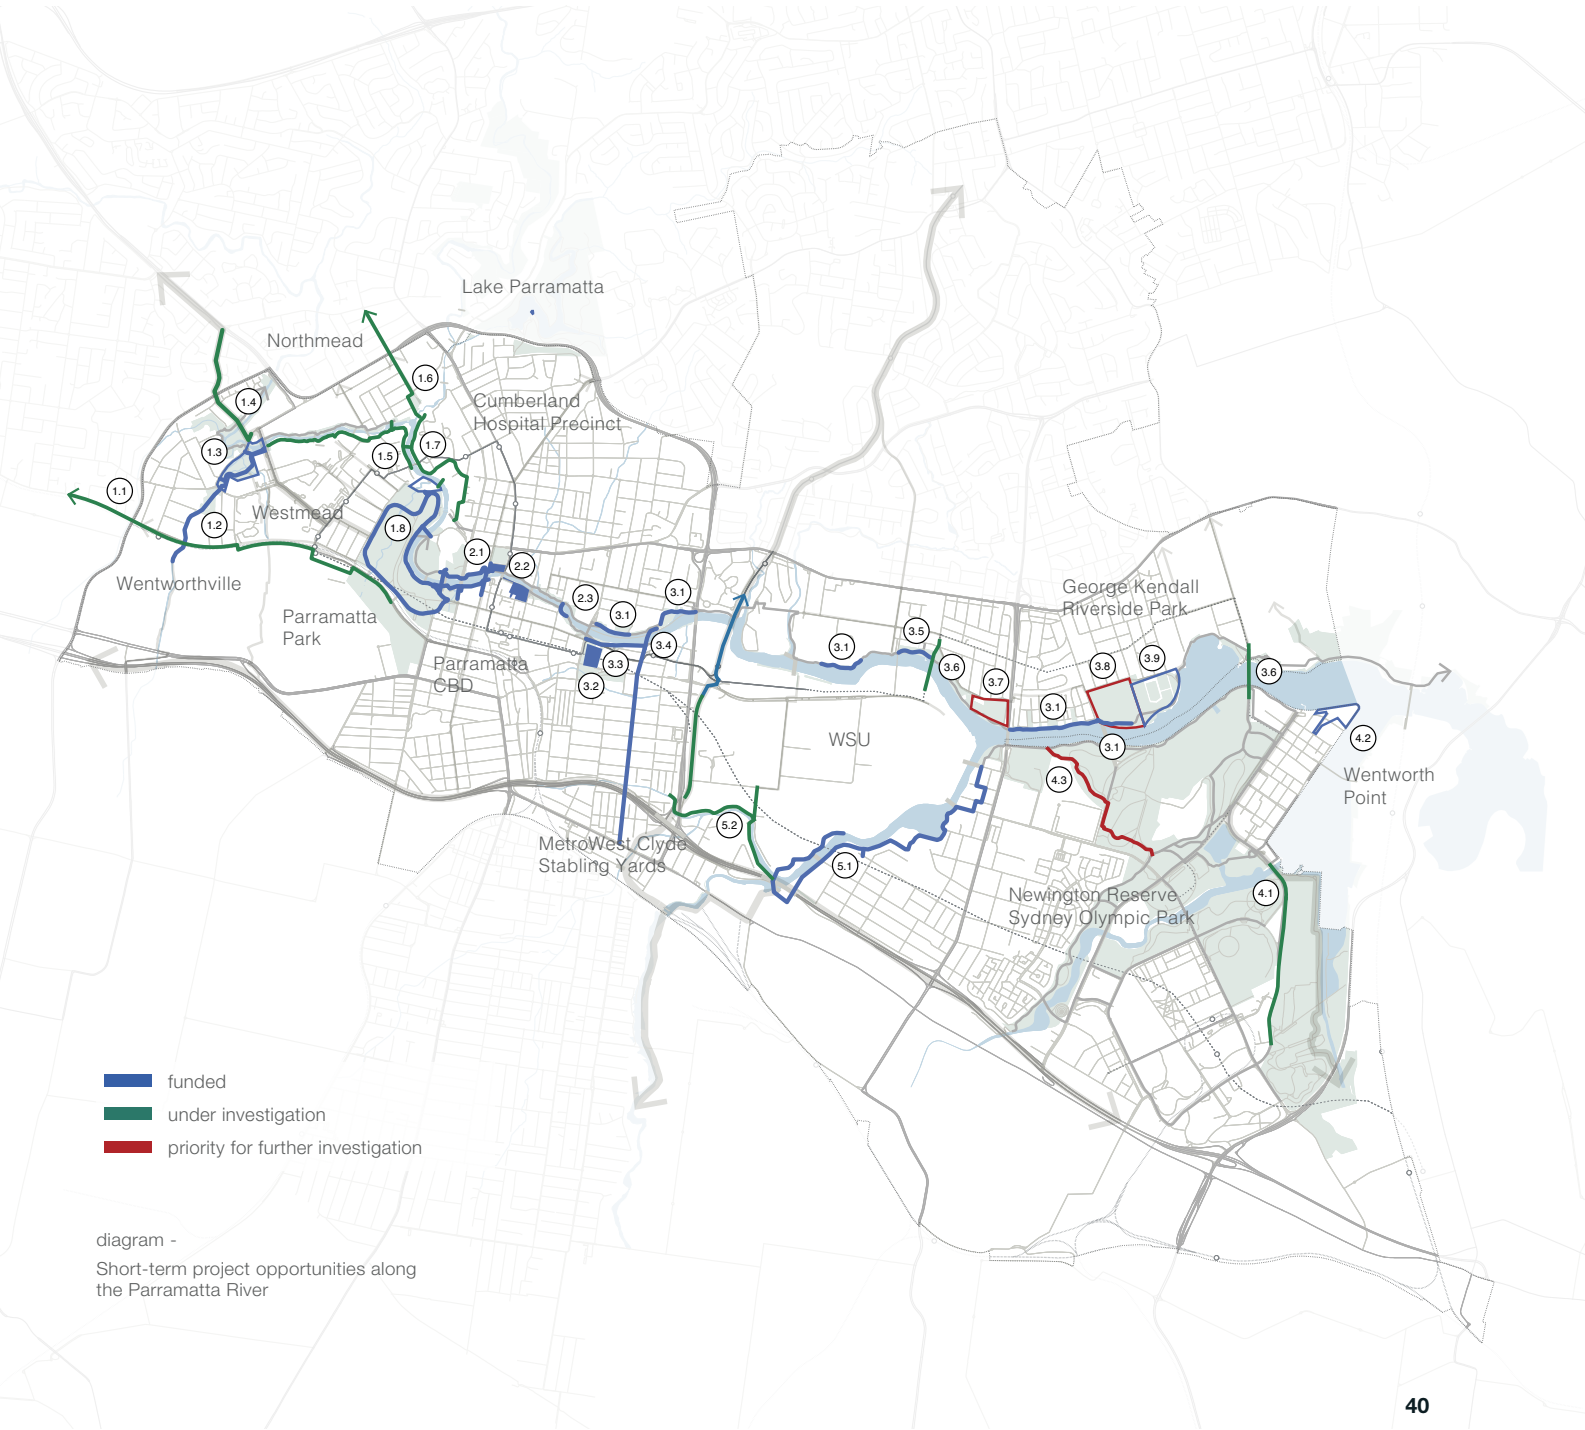 Lake Parramatta
Northmead
1.6
1.4
Cumberland
Hospital Precinct
1.3
1.5
1.7
1.1
1.2
Westmead
1.8
2.1
2.2
Wentworthville
Parramatta
Park
2.3
3.1
3.1
George Kendall
Riverside Park
Parramatta
CBD
3.4
3.3
3.2
3.1
3.5
3.6
3.7
3.8
3.9
3.6
3.1
3.1
WSU
4.2
4.3
Wentworth
Point
5.2
MetroWest Clyde
Stabling Yards
5.1
Newington Reserve
Sydney Olympic Park
4.1
funded
under investigation
priority for further investigation
diagram -
Short-term project opportunities along
the Parramatta River
40